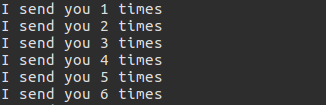 I send you 1 times
I send you 2 times
I send you 3 times
I send you 4 times
I send you 5 times
I send you 6 times